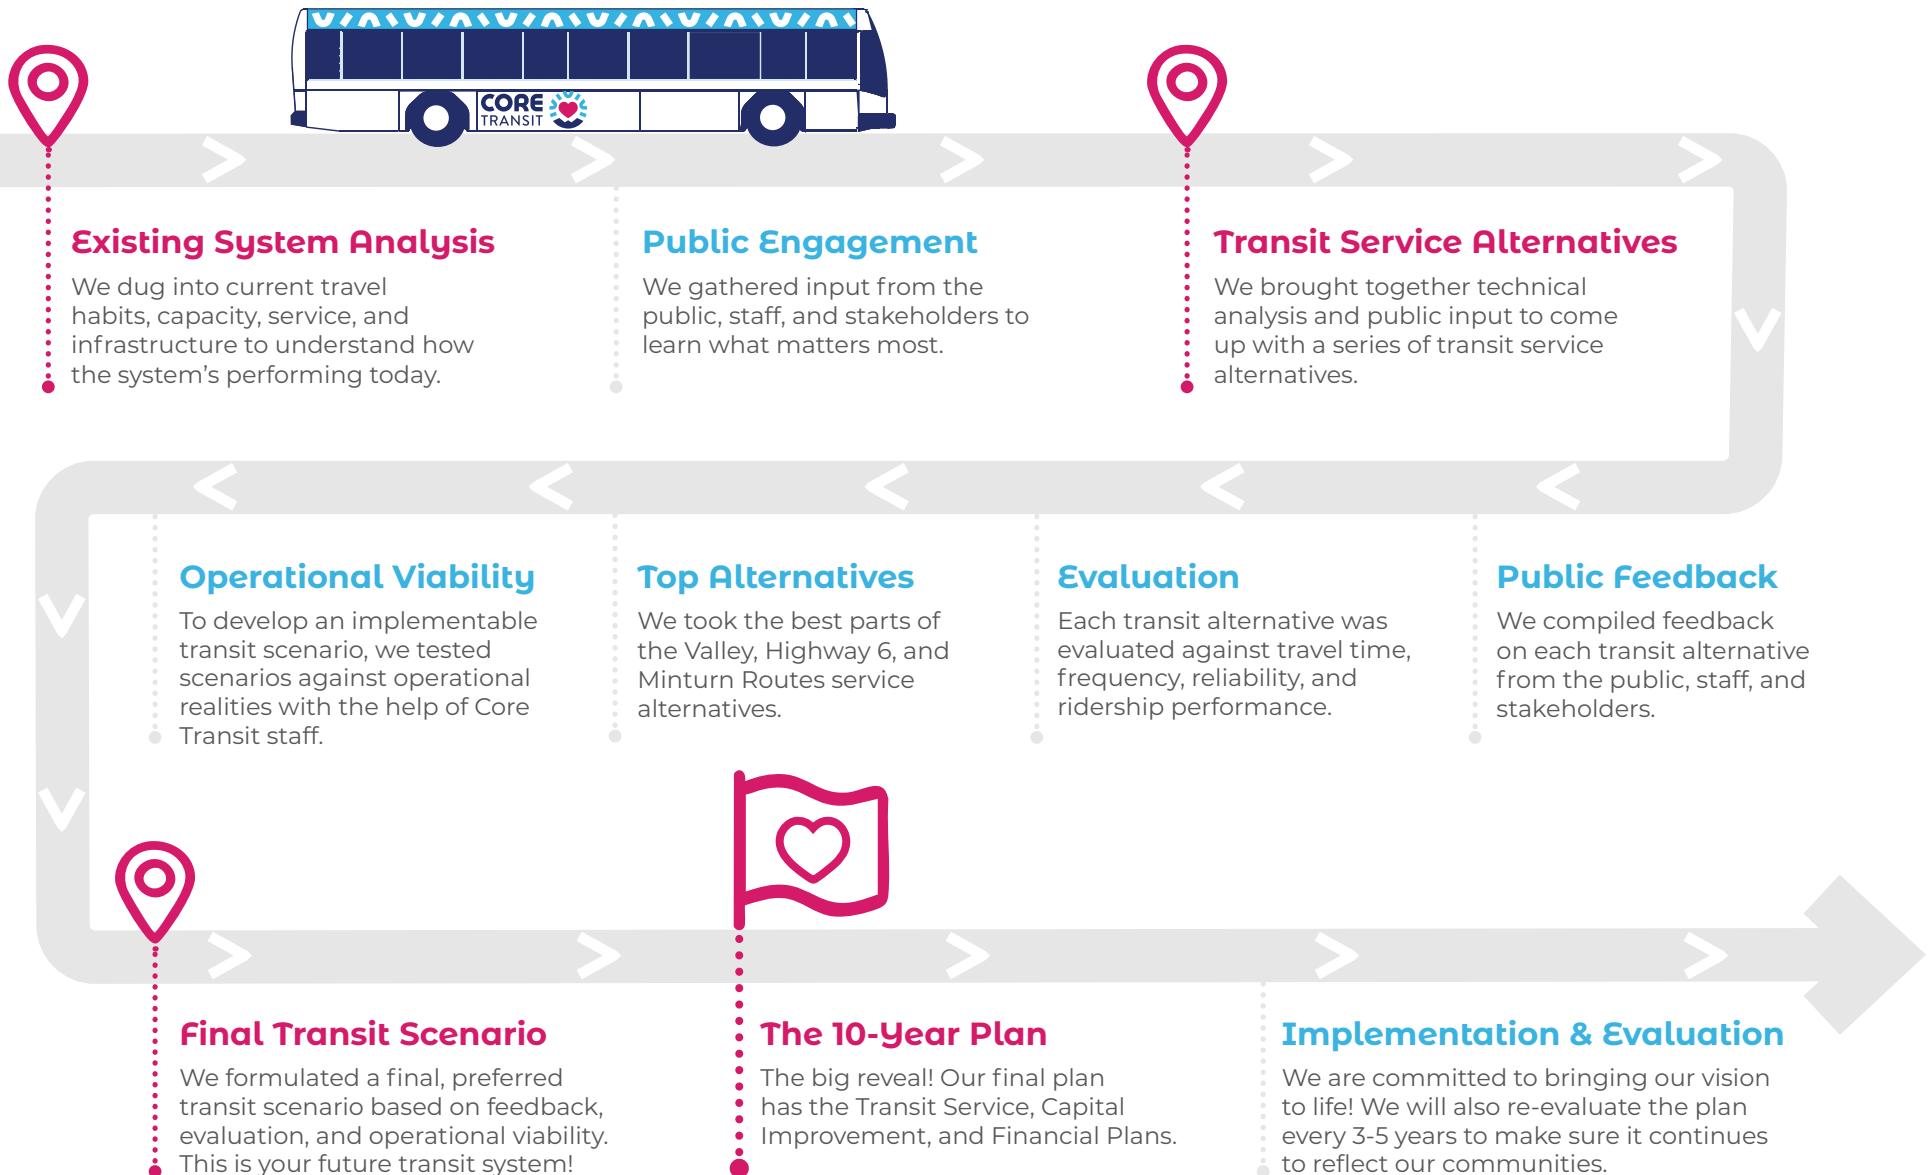 CORE
TRANSIT
Existing System Analysis
We dug into current travel
habits, capacity, service, and
infrastructure to understand how
the system's performing today.
Public Engagement
We gathered input from the
public, staff, and stakeholders to
learn what matters most.
Transit Service Alternatives
We brought together technical
analysis and public input to come
up with a series of transit service
alternatives.
Public Feedback
We compiled feedback
on each transit alternative
from the public, staff, and
stakeholders.
Evaluation
Each transit alternative was
evaluated against travel time,
frequency, reliability, and
ridership performance.
Top Alternatives
We took the best parts of
the Valley, Highway 6, and
Minturn Routes service
alternatives.
Operational Viability
To develop an implementable
transit scenario, we tested
scenarios against operational
realities with the help of Core
Transit staff.
Final Transit Scenario
We formulated a final, preferred
transit scenario based on feedback,
evaluation, and operational viability.
This is your future transit system!
The 10-Year Plan
The big reveal! Our final plan
has the Transit Service, Capital
Improvement, and Financial Plans.
Implementation & Evaluation
We are committed to bringing our vision
to life! We will also re-evaluate the plan
every 3-5 years to make sure it continues
to reflect our communities.